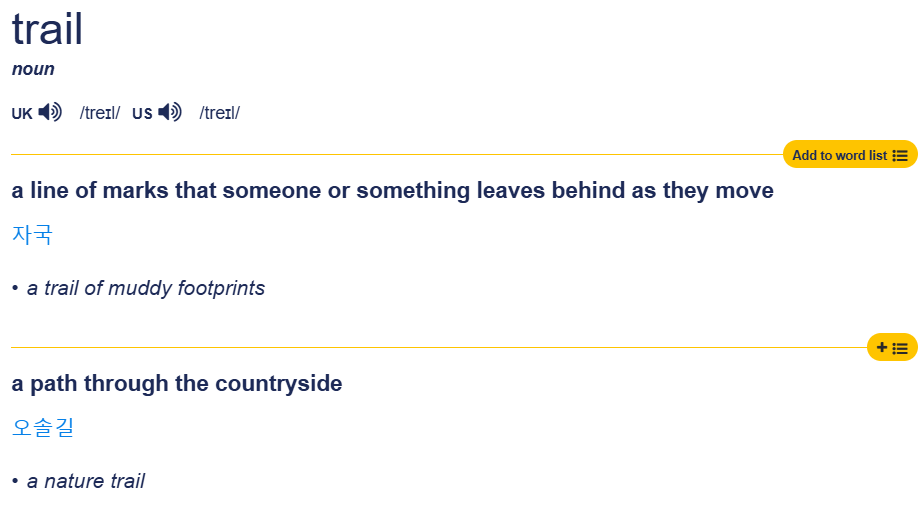 trail
noun
UK /treɪl/ US /treɪl/
Add to word list
a line of marks that someone or something leaves behind as they move
자국
• a trail of muddy footprints
+
a path through the countryside
오솔길
• a nature trail